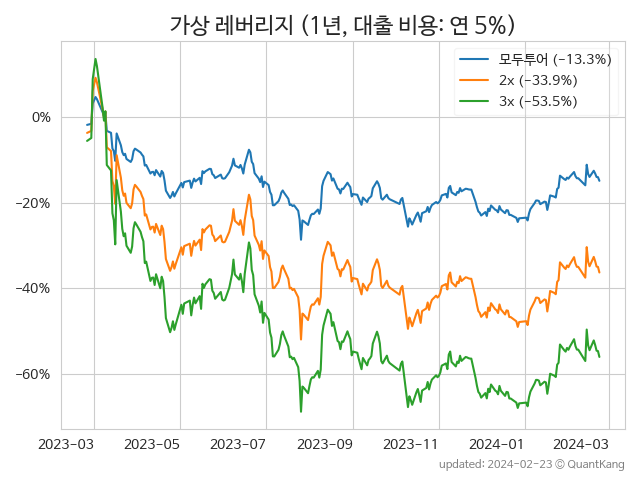 가상 레버리지 (1년, 대출 비용: 연 5%)
모두투어 (−13.3%)
2x (−33.9%)
3x (−53.5%)
0%
−20%
−40%
−60%
2023-03 2023-05 2023-07 2023-09 2023-11 2024-01 2024-03
updated: 2024-02-23 © QuantKang